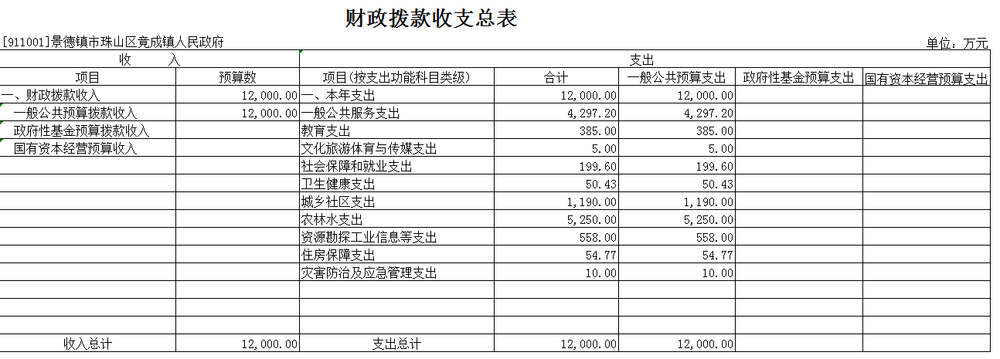 财政拨款收支总表
[911001]景德镇市珠山区竟成镇人民政府 单位：万元
收 入 支出
项目 预算数 项目(按支出功能科目类级) 合计 一般公共预算支出 政府性基金预算支出 国有资本经营预算支出
一、财政拨款收入 12,000.00 一、本年支出 12,000.00 12,000.00
一般公共预算拨款收入 12,000.00 一般公共服务支出 4,297.20 4,297.20
政府性基金预算拨款收入 教育支出 385.00 385.00
国有资本经营预算收入 文化旅游体育与传媒支出 5.00 5.00
社会保障和就业支出 199.60 199.60
卫生健康支出 50.43 50.43
城乡社区支出 1,190.00 1,190.00
农林水支出 5,250.00 5,250.00
资源勘探工业信息等支出 558.00 558.00
住房保障支出 54.77 54.77
灾害防治及应急管理支出 10.00 10.00
收入总计 12,000.00 支出总计 12,000.00 12,000.00